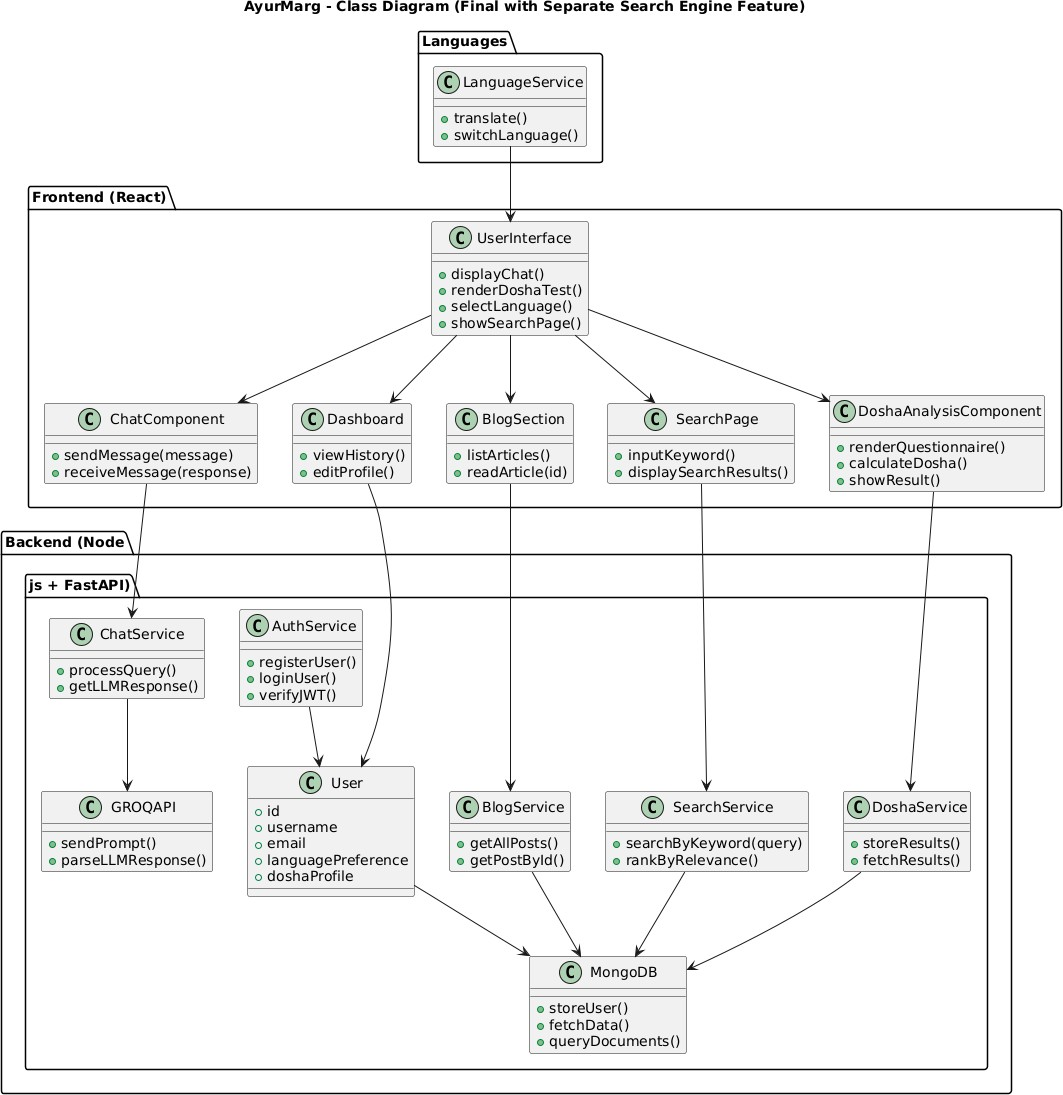 AyurMarg - Class Diagram (Final with Separate Search Engine Feature)
Languages
C LanguageService
translate()
switchLanguage()
Frontend (React)
C UserInterface
displayChat()
renderDoshaTest()
selectLanguage()
showSearchPage()
C ChatComponent
sendMessage(message)
receiveMessage(response)
C Dashboard
viewHistory()
editProfile()
C BlogSection
listArticles()
readArticle(id)
C SearchPage
inputKeyword()
displaySearchResults()
C DoshaAnalysisComponent
renderQuestionnaire()
calculateDosha()
showResult()
Backend (Node
js + FastAPI)
C ChatService
processQuery()
getLLMResponse()
C AuthService
registerUser()
loginUser()
verifyJWT()
C GROQAPI
sendPrompt()
parseLLMResponse()
C User
id
username
email
languagePreference
doshaProfile
C BlogService
getAllPosts()
getPostById()
C SearchService
searchByKeyword(query)
rankByRelevance()
C DoshaService
storeResults()
fetchResults()
C MongoDB
storeUser()
fetchData()
queryDocuments()